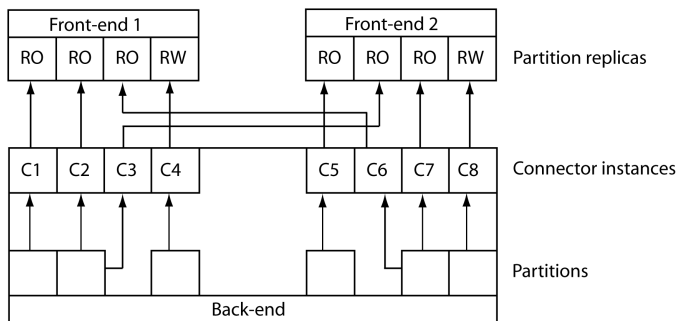 Front-end 1 Front-end 2
RO RO RO RW RO RO RO RW Partition replicas
C1 C2 C3 C4 C5 C6 C7 C8 Connector instances
Partitions
Back-end